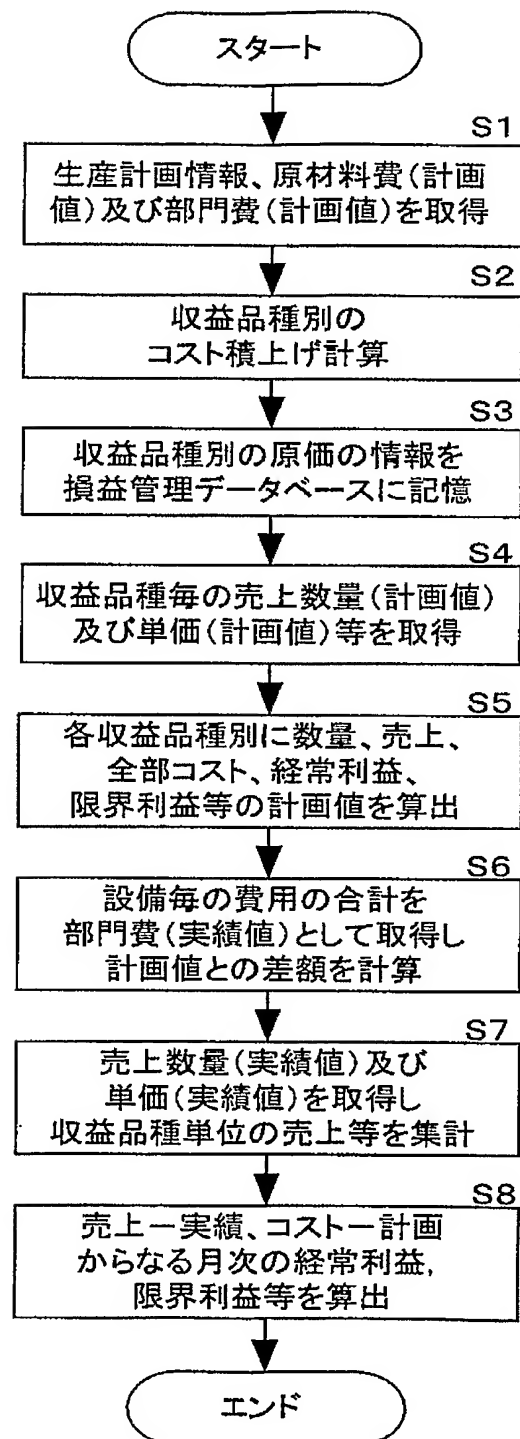 スタート
S1
生産計画情報、原材料費(計画
値)及び部門費(計画値)を取得
S2
収益品種別の
コスト積上げ計算
S3
収益品種別の原価の情報を
損益管理データベースに記憶
S4
収益品種毎の売上数量(計画値)
及び単価(計画値)等を取得
S5
各収益品種別に数量、売上、
全部コスト、経常利益、
限界利益等の計画値を算出
S6
設備毎の費用の合計を
部門費(実績値)として取得し
計画値との差額を計算
S7
売上数量(実績値)及び
単価(実績値)を取得し
収益品種単位の売上等を集計
S8
売上ー実績、コストー計画
からなる月次の経常利益,
限界利益等を算出
エンド